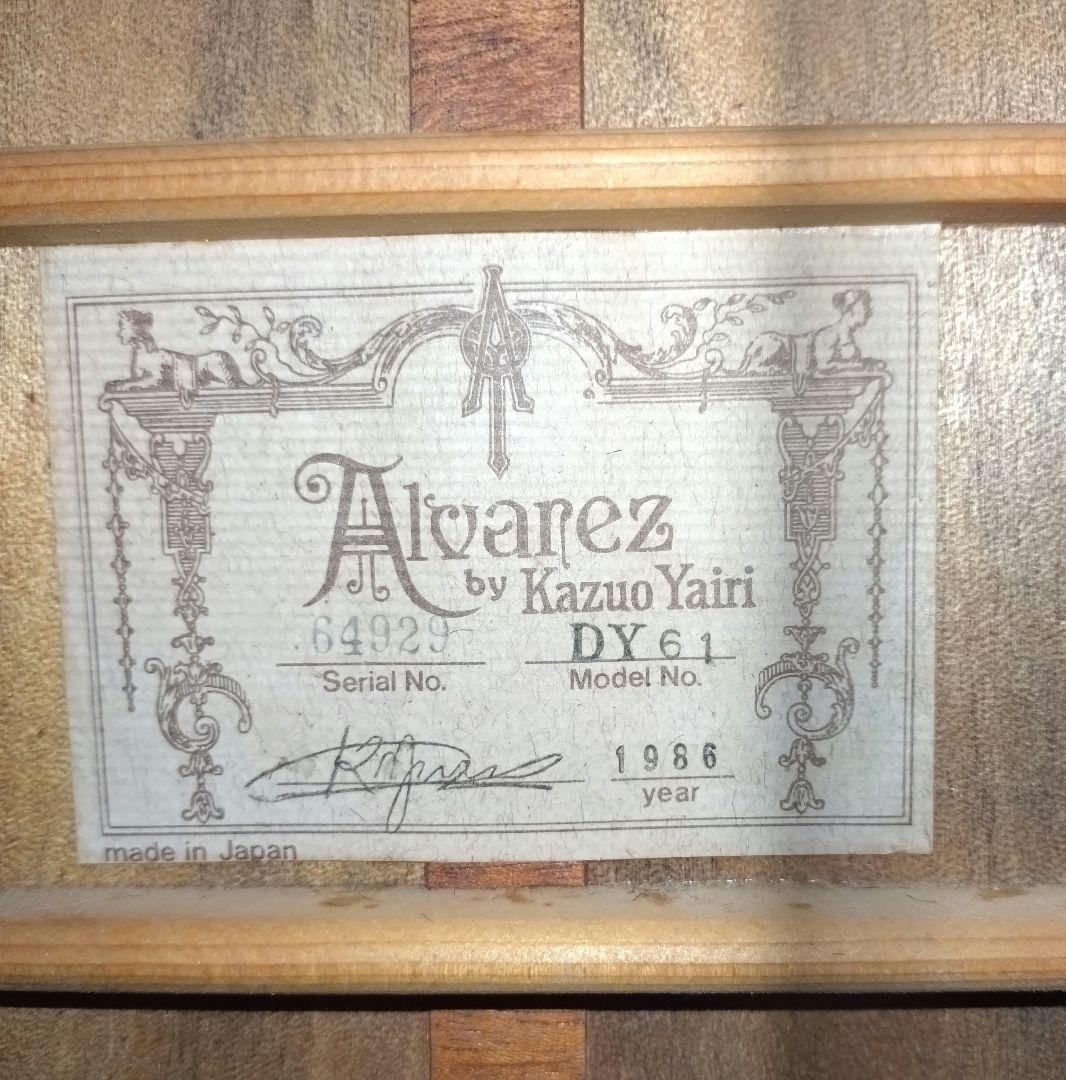 Alvarez
by Kazuo Yairi
64929 DY61
Serial No. Model No.
1986
year
made in Japan